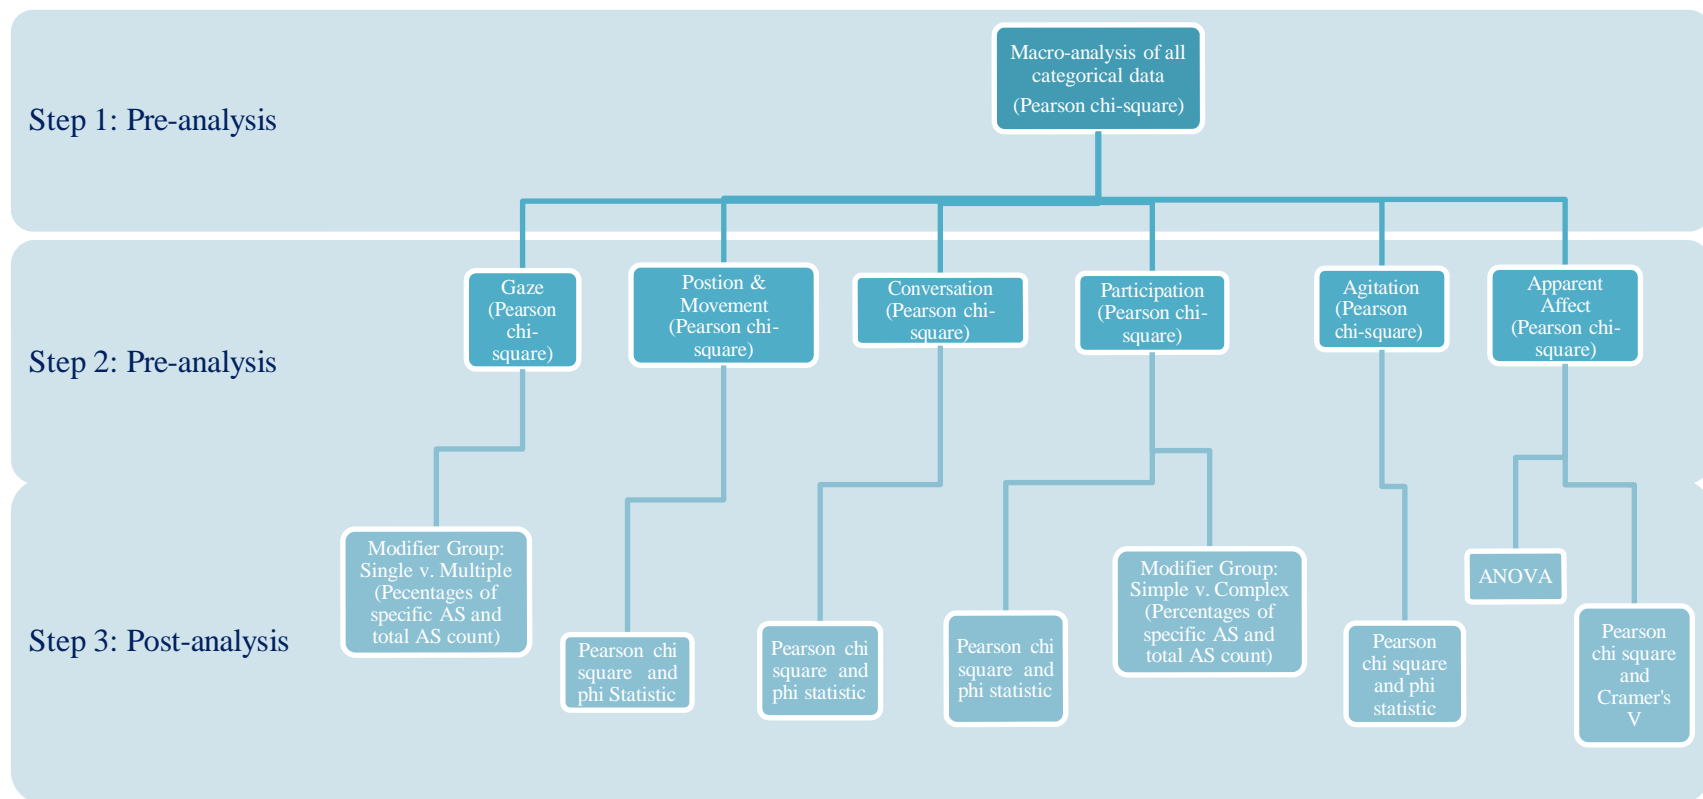 Macro-analysis of all
categorical data
(Pearson chi-square)
Step 1: Pre-analysis
Gaze
(Pearson
chi-
square)
Postion &
Movement
(Pearson chi-
square)
Conversation
(Pearson chi-
square)
Participation
(Pearson chi-
square)
Agitation
(Pearson
chi-square)
Apparent
Affect
(Pearson chi-
square)
Step 2: Pre-analysis
Modifier Group:
Single v. Multiple
(Pecentages of
specific AS and
total AS count)
Pearson chi
square and
phi Statistic
Pearson chi
square and
phi statistic
Pearson chi
square and
phi statistic
Modifier Group:
Simple v. Complex
(Percentages of
specific AS and
total AS count)
Pearson
chi square
and phi
statistic
ANOVA
Pearson
chi square
and
Cramer's
V
Step 3: Post-analysis